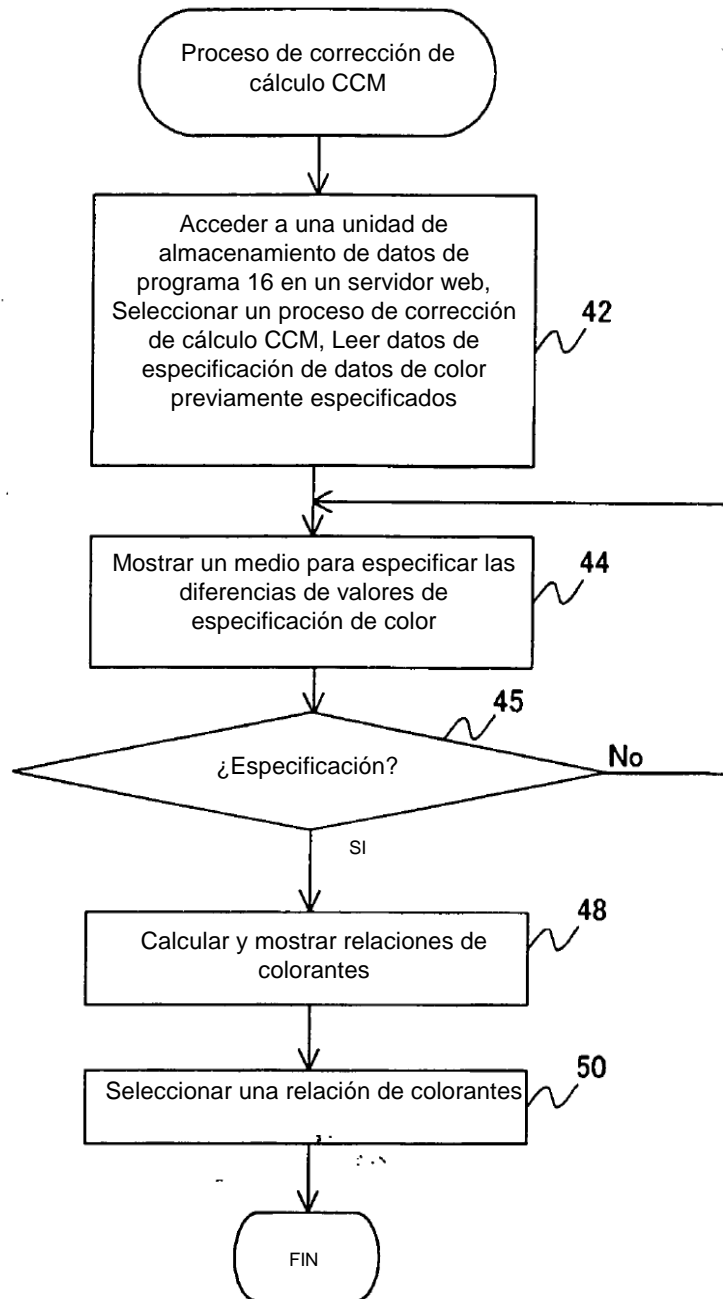 Proceso de corrección de
cálculo CCM
Acceder a una unidad de
almacenamiento de datos de
programa 16 en un servidor web,
Seleccionar un proceso de corrección
de cálculo CCM, Leer datos de
especificación de datos de color
previamente especificados
42
Mostrar un medio para especificar las
diferencias de valores de
especificación de color
44
45
¿Especificación?
No
SI
Calcular y mostrar relaciones de
colorantes
48
Seleccionar una relación de colorantes
50
FIN